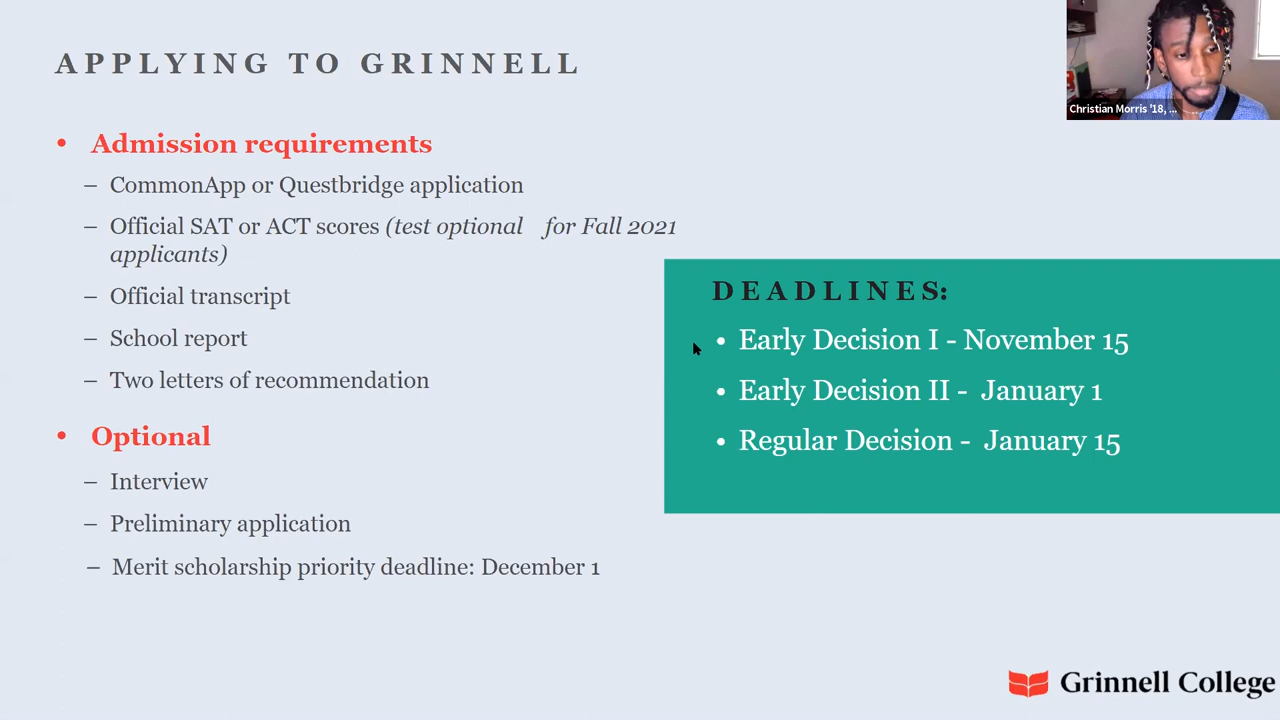 APPLYING TO GRINNELL
Christian Morris '18, ...
• Admission requirements
– CommonApp or Questbridge application
– Official SAT or ACT scores (test optional for Fall 2021
applicants)
– Official transcript
– School report
– Two letters of recommendation
• Optional
– Interview
– Preliminary application
– Merit scholarship priority deadline: December 1
DEADLINES:
• Early Decision I - November 15
• Early Decision II - January 1
• Regular Decision - January 15
Grinnell College